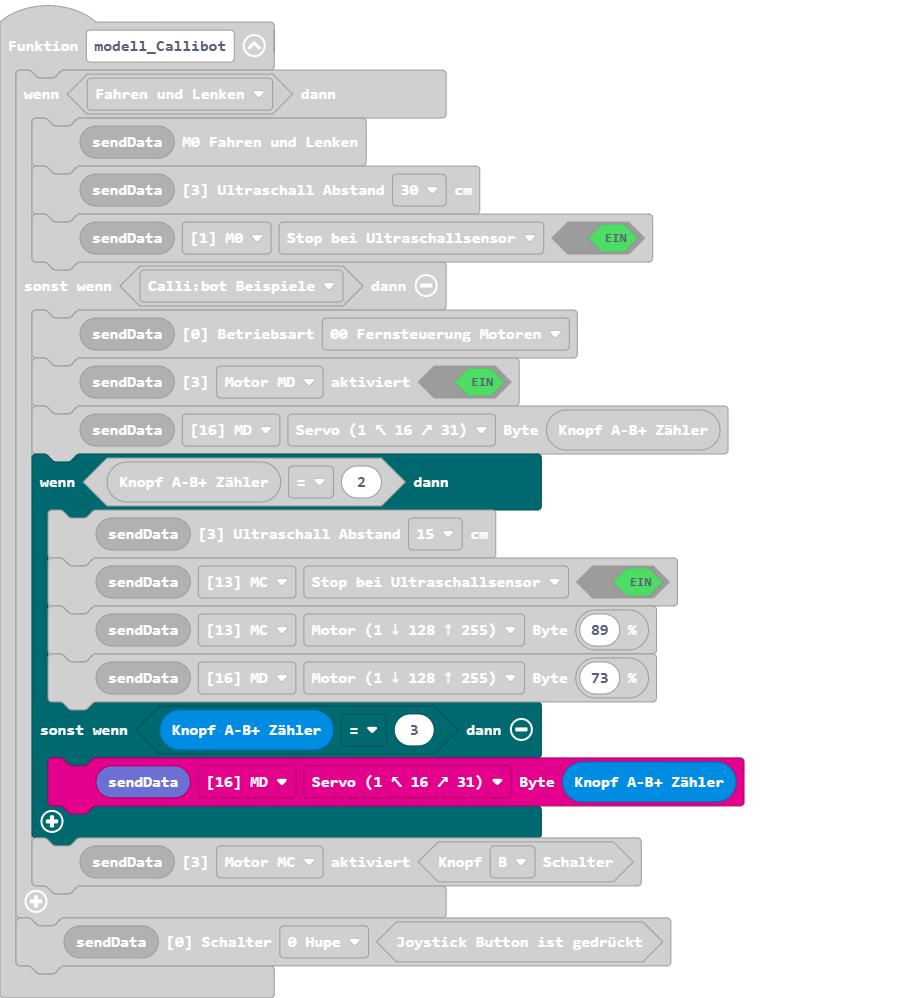 Funktion modell_Callibot
wenn Fahren und Lenken dann
sendData M0 Fahren und Lenken
sendData [3] Ultraschall Abstand 30 cm
sendData [1] M0 Stop bei Ultraschallsensor EIN
sonst wenn Calli:bot Beispiele dann
sendData [0] Betriebsart 00 Fernsteuerung Motoren
sendData [3] Motor MD aktiviert EIN
sendData [16] MD Servo (1 ↖ 16 ↗ 31) Byte Knopf A-B+ Zähler
wenn Knopf A-B+ Zähler = 2 dann
sendData [3] Ultraschall Abstand 15 cm
sendData [13] MC Stop bei Ultraschallsensor EIN
sendData [13] MC Motor (1 ↓ 128 ↑ 255) Byte 89 %
sendData [16] MD Motor (1 ↓ 128 ↑ 255) Byte 73 %
sonst wenn Knopf A-B+ Zähler = 3 dann
sendData [16] MD Servo (1 ↖ 16 ↗ 31) Byte Knopf A-B+ Zähler
sendData [3] Motor MC aktiviert Knopf B Schalter
sendData [0] Schalter 0 Hupe Joystick Button ist gedrückt